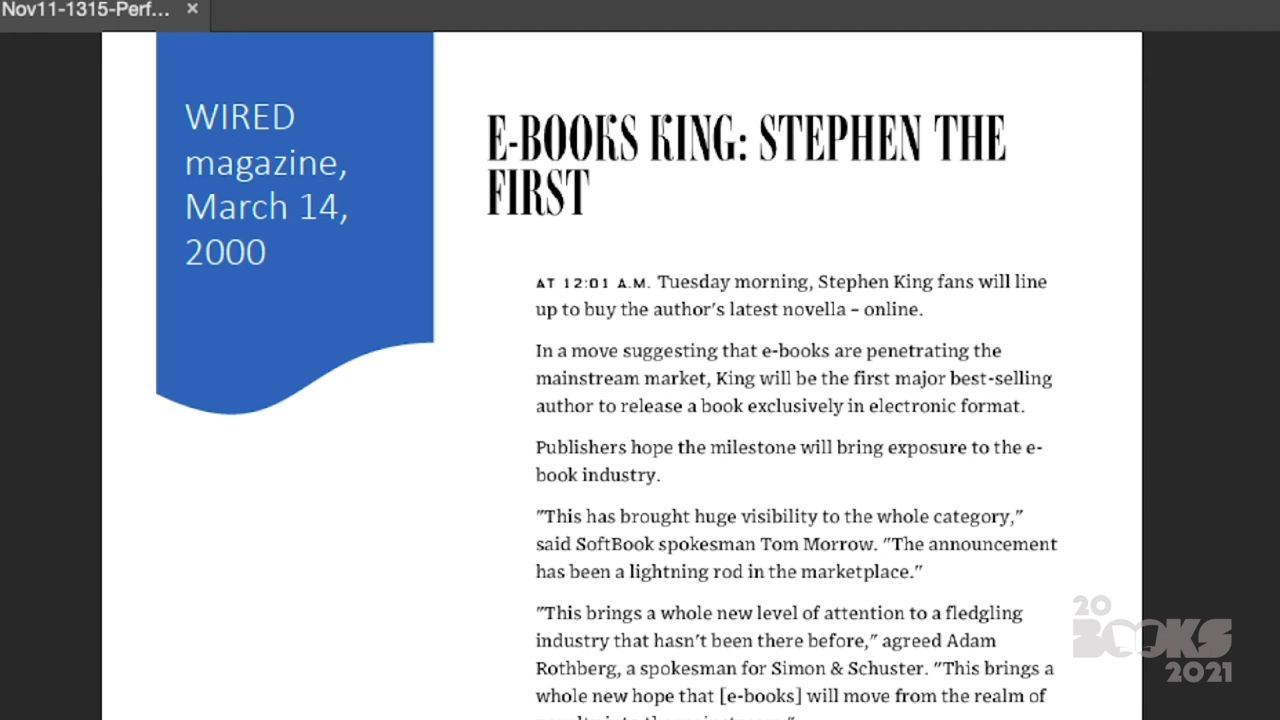 Nov11-1315-Perf...
WIRED
magazine,
March 14,
2000
E-BOOKS KING: STEPHEN THE
FIRST
AT 12:01 A.M. Tuesday morning, Stephen King fans will line
up to buy the author's latest novella – online.
In a move suggesting that e-books are penetrating the
mainstream market, King will be the first major best-selling
author to release a book exclusively in electronic format.
Publishers hope the milestone will bring exposure to the e-
book industry.
"This has brought huge visibility to the whole category,"
said SoftBook spokesman Tom Morrow. "The announcement
has been a lightning rod in the marketplace."
"This brings a whole new level of attention to a fledgling
industry that hasn't been there before," agreed Adam
Rothberg, a spokesman for Simon & Schuster. "This brings a
whole new hope that [e-books] will move from the realm of
20
BOOKS
2021